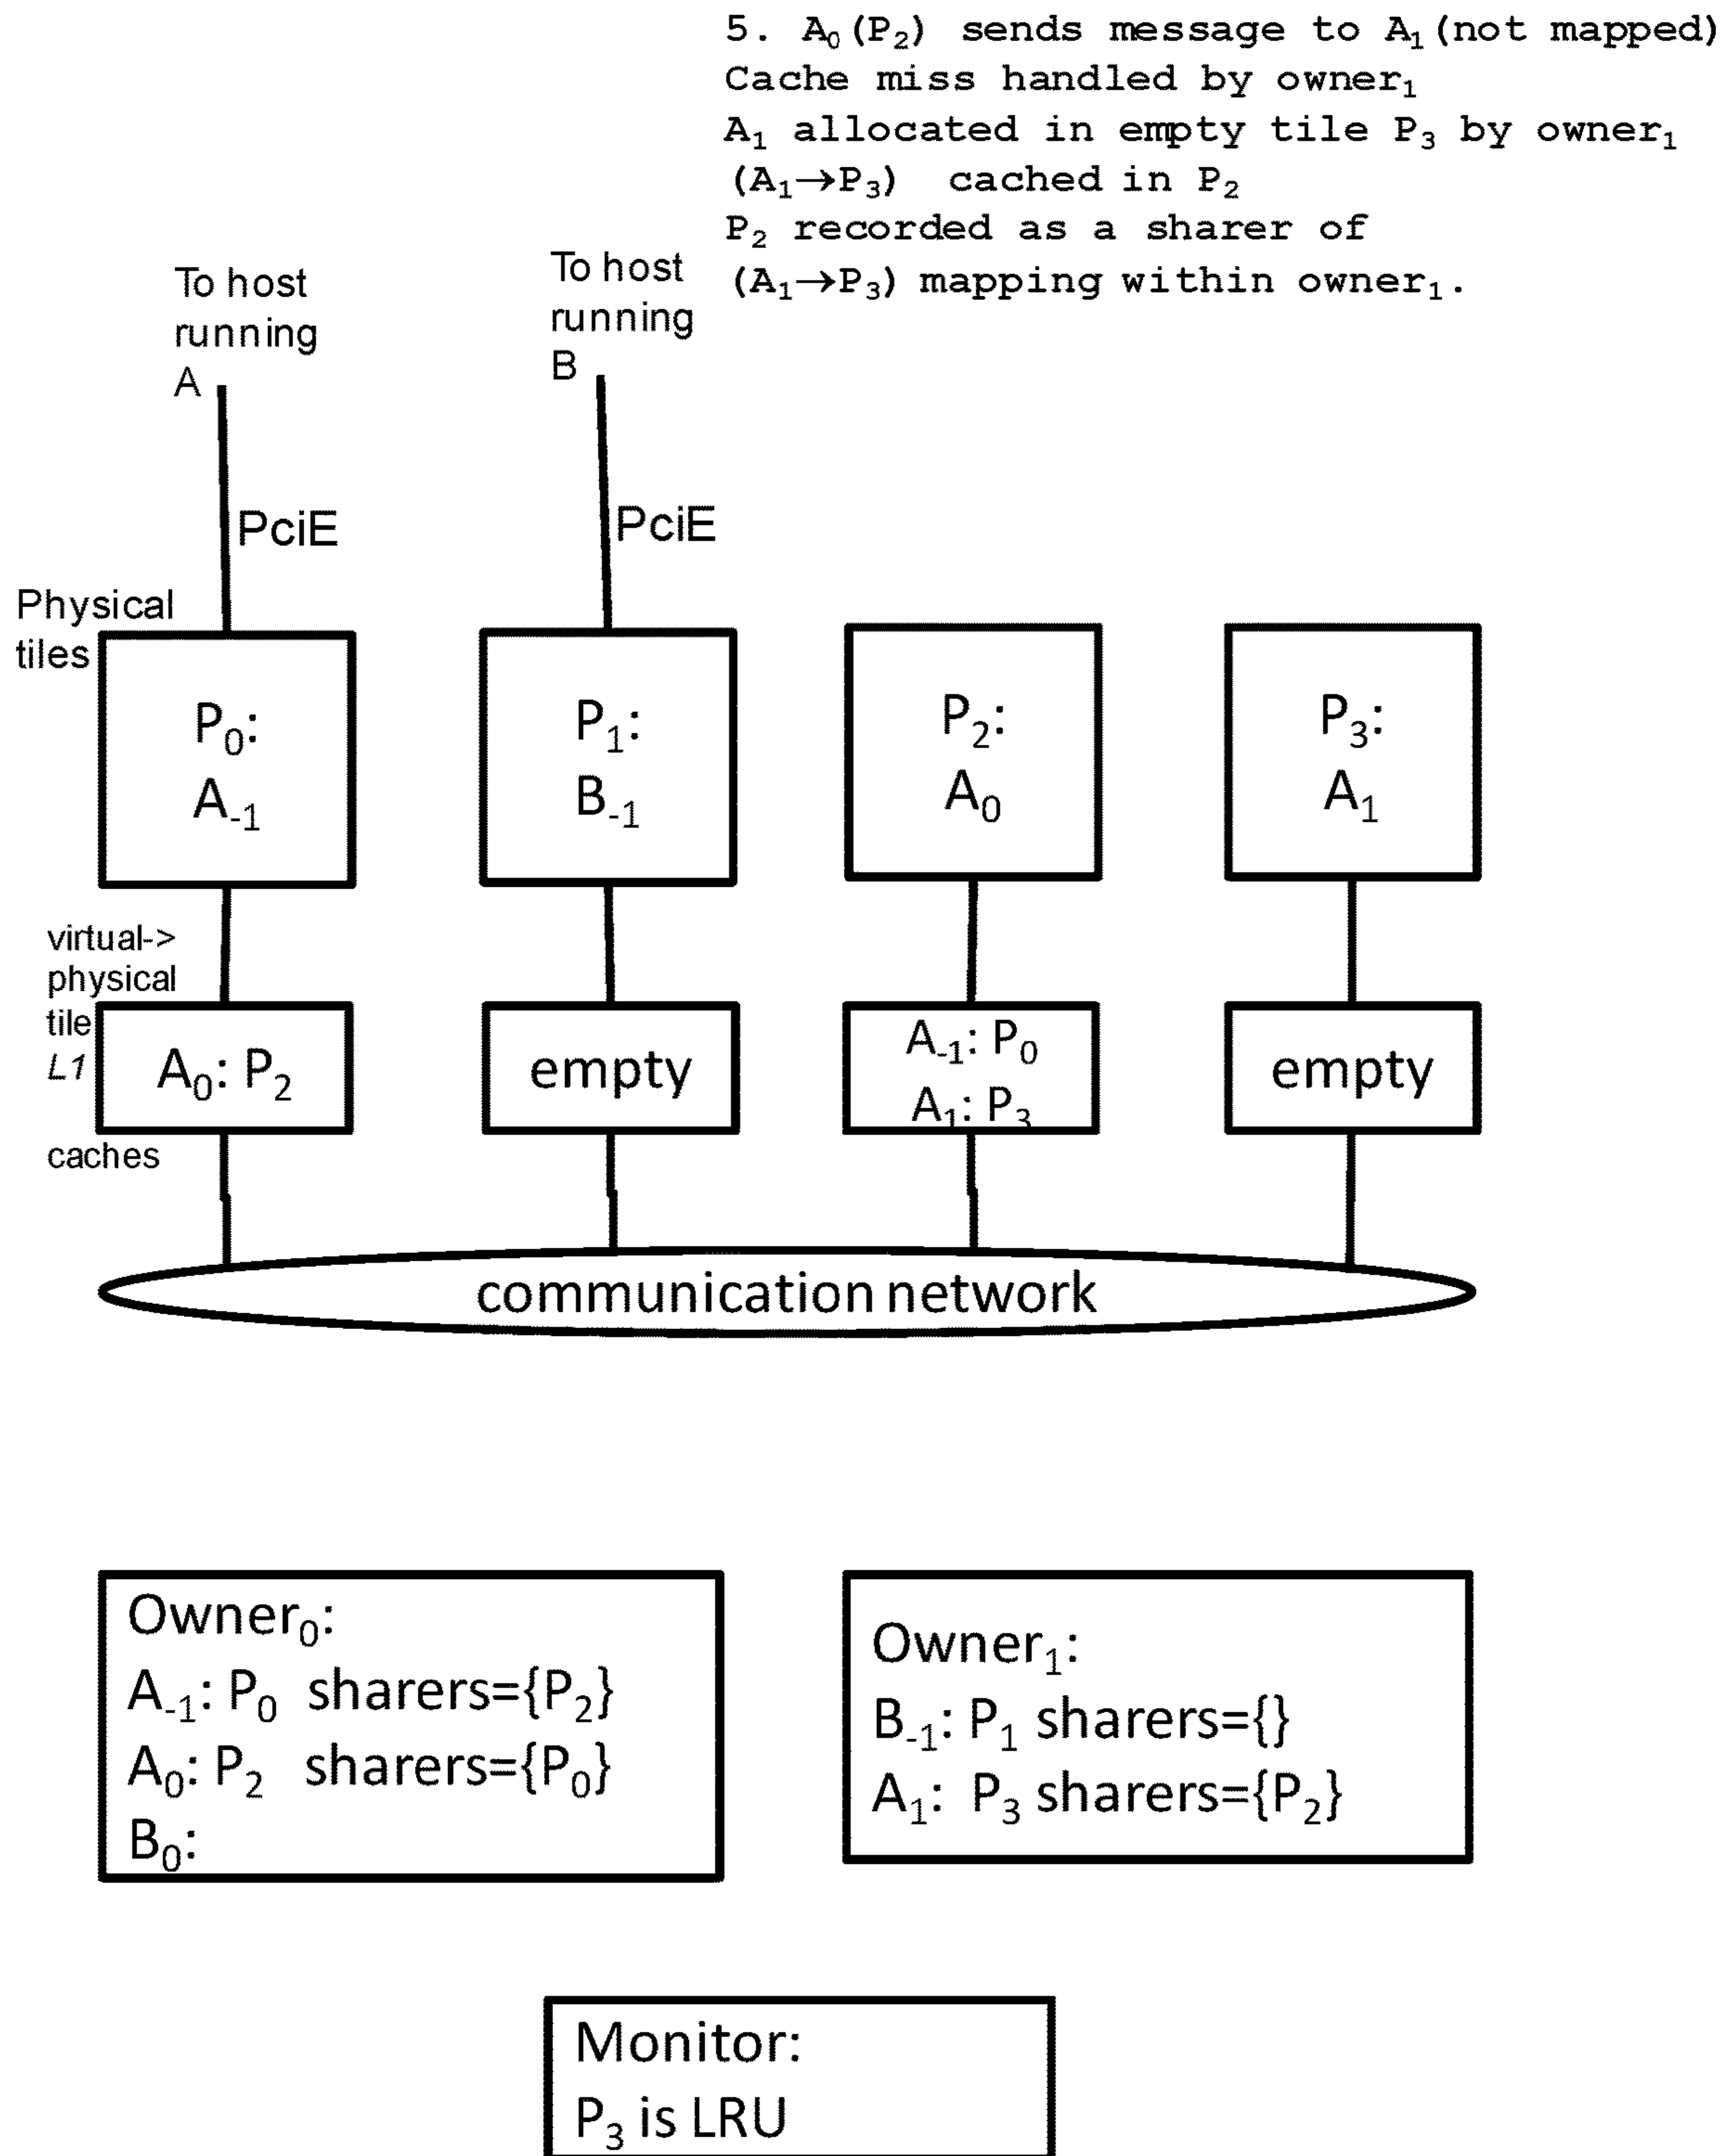 5. A₀(P₂) sends message to A₁(not mapped)
Cache miss handled by owner₁
A₁ allocated in empty tile P₃ by owner₁
(A₁→P₃) cached in P₂
P₂ recorded as a sharer of
(A₁→P₃) mapping within owner₁.
To host
running
A
To host
running
B
PciE
PciE
Physical
tiles
P₀:
A₋₁
P₁:
B₋₁
P₂:
A₀
P₃:
A₁
virtual->
physical
tile
L1
caches
A₀: P₂
empty
A₋₁: P₀
A₁: P₃
empty
communication network
Owner₀:
A₋₁: P₀ sharers={P₂}
A₀: P₂ sharers={P₀}
B₀:
Owner₁:
B₋₁: P₁ sharers={}
A₁: P₃ sharers={P₂}
Monitor:
P₃ is LRU